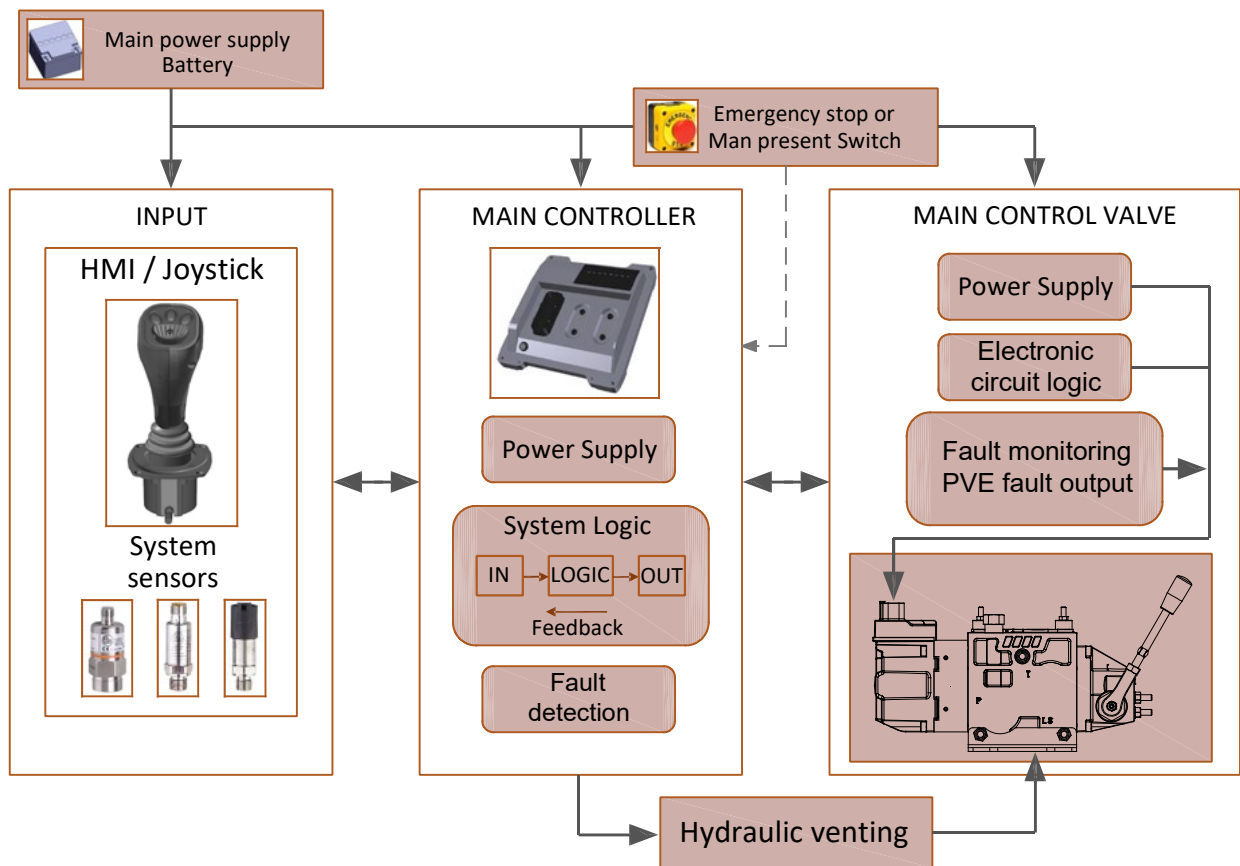 Main power supply
Battery
Emergency stop or
Man present Switch
INPUT
HMI / Joystick
System
sensors
MAIN CONTROLLER
Power Supply
System Logic
IN
LOGIC
OUT
Feedback
Fault
detection
MAIN CONTROL VALVE
Power Supply
Electronic
circuit logic
Fault monitoring
PVE fault output
T
P
LS
Hydraulic venting